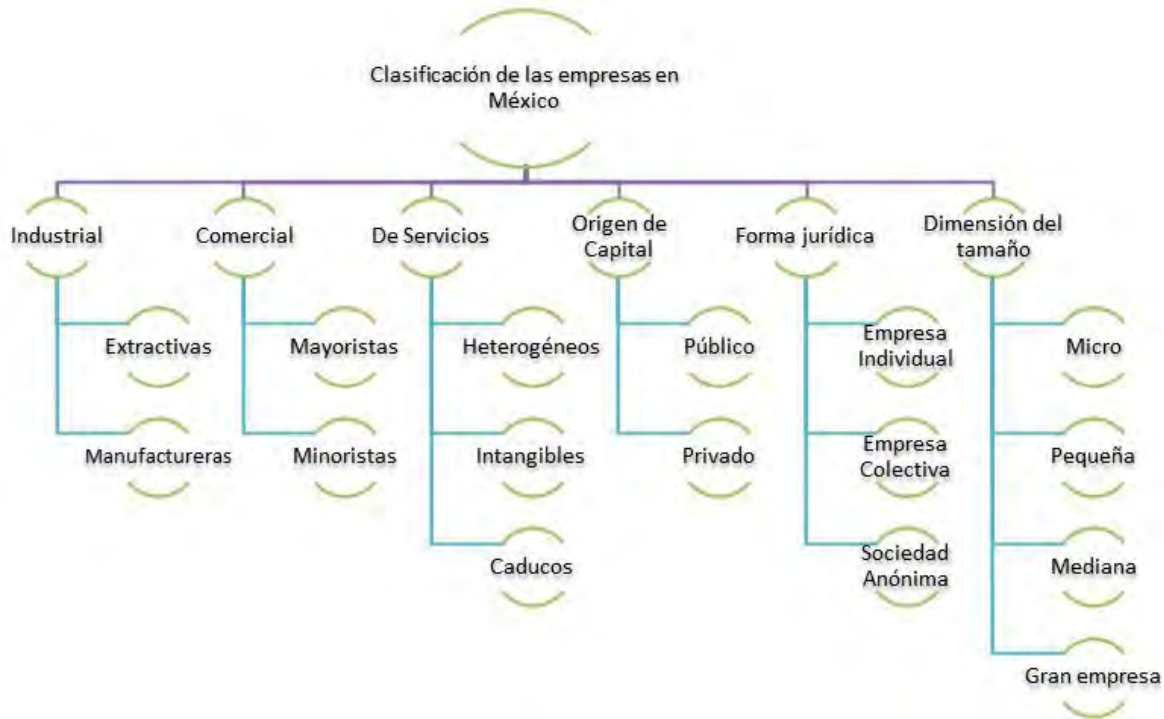 Clasificación de las empresas en
México
Industrial
Comercial
De Servicios
Origen de
Capital
Forma jurídica
Dimensión del
tamaño
Extractivas
Manufactureras
Mayoristas
Minoristas
Heterogéneos
Intangibles
Caducos
Público
Privado
Empresa
Individual
Empresa
Colectiva
Sociedad
Anónima
Micro
Pequeña
Mediana
Gran empresa